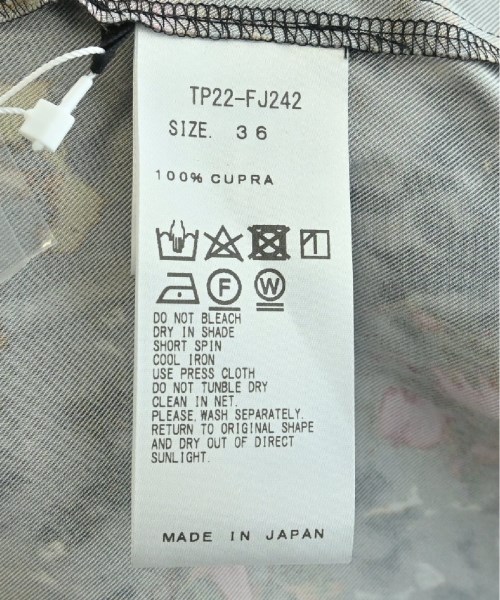 TP22-FJ242
SIZE. 36
100% CUPRA
F W
DO NOT BLEACH
DRY IN SHADE
SHORT SPIN
COOL IRON
USE PRESS CLOTH
DO NOT TUNBLE DRY
CLEAN IN NET.
PLEASE WASH SEPARATELY.
RETURN TO ORIGINAL SHAPE
AND DRY OUT OF DIRECT
SUNLIGHT.
MADE IN JAPAN